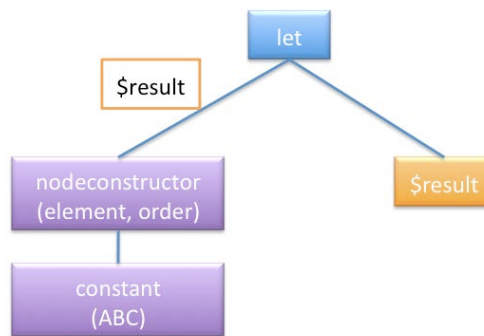 let
$result
nodeconstructor
(element, order)
$result
constant
(ABC)